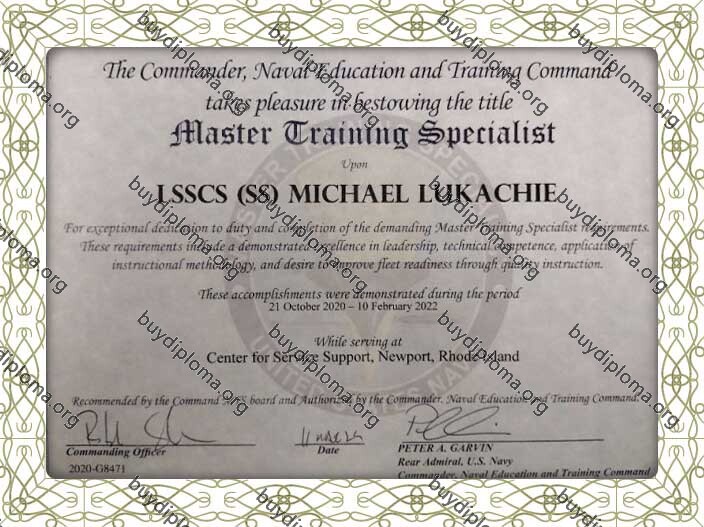 The Commander, Naval Education and Training Command
takes pleasure in bestowing the title
Master Training Specialist
Upon
LSSCS (SS) MICHAEL LUKACHIE
For exceptional dedication to duty and completion of the demanding Master Training Specialist requirements.
These requirements include a demonstrated excellence in leadership, technical competence, application of
instructional methodology, and desire to improve fleet readiness through quality instruction.
These accomplishments were demonstrated during the period
21 October 2020 – 10 February 2022
While serving at
Center for Service Support, Newport, Rhode Island
Recommended by the Command MTS board and Authorized by the Commander, Naval Education and Training Command.
Commanding Officer
Date
PETER A. GARVIN
2020-G8471
Rear Admiral, U.S. Navy
Commander, Naval Education and Training Command
buydiploma.org